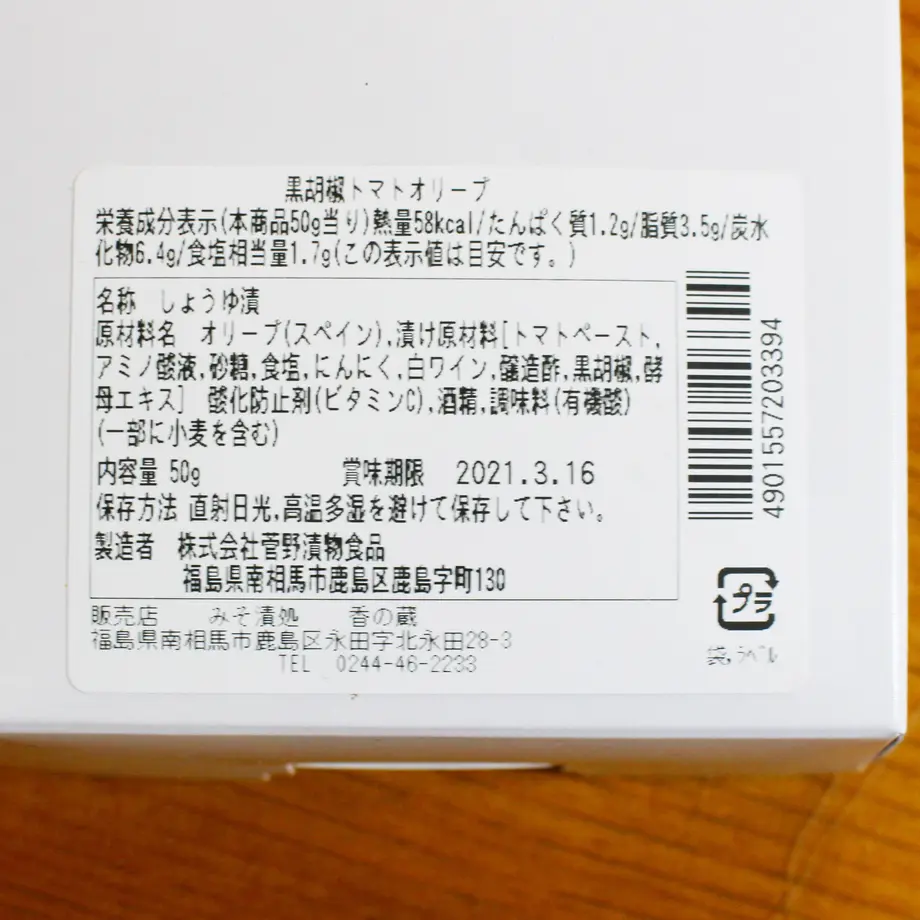 黒胡椒トマトオリーブ
栄養成分表示(本商品50g当り)熱量58kcal/たんぱく質1.2g/脂質3.5g/炭水
化物6.4g/食塩相当量1.7g(この表示値は目安です。)
名称 しょうゆ漬
原材料名 オリーブ(スペイン),漬け原材料[トマトペースト,
アミノ酸液,砂糖,食塩,にんにく,白ワイン,醸造酢,黒胡椒,酵
母エキス] 酸化防止剤(ビタミンC),酒精,調味料(有機酸)
(一部に小麦を含む)
内容量 50g 賞味期限 2021.3.16
保存方法 直射日光,高温多湿を避けて保存して下さい。
製造者 株式会社菅野漬物食品
福島県南相馬市鹿島区鹿島字町130
販売店 みそ漬処 香の蔵
福島県南相馬市鹿島区永田字北永田28-3
TEL 0244-46-2233
4901557203394
プラ
袋,ラベル